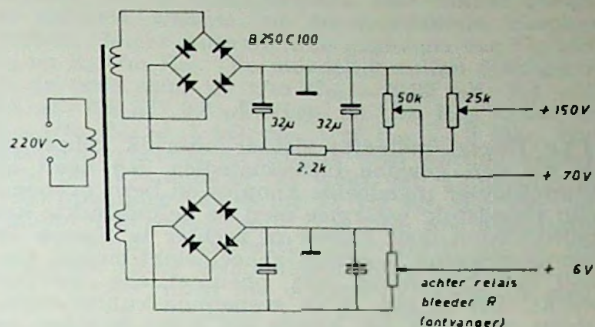 B250C100
220V ~
32μ
32μ
50k
25k
2,2k
+ 150V
+ 70V
+ 6V
achter relais
bleeder R
(ontvanger)